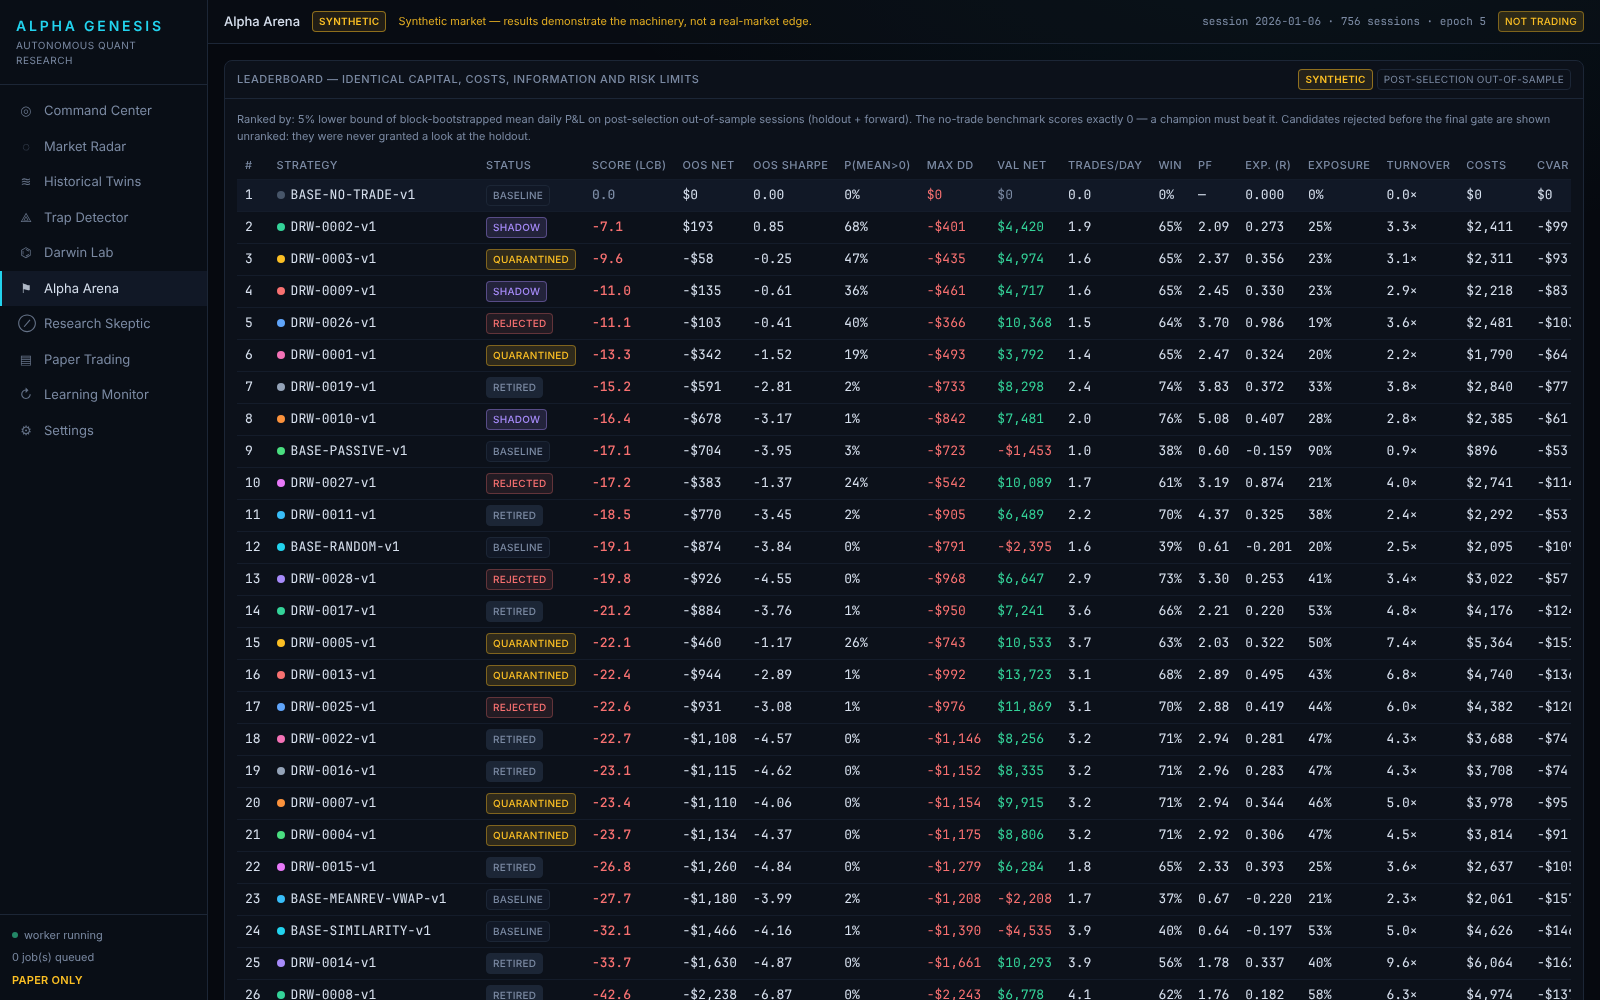 ALPHA GENESIS
AUTONOMOUS QUANT
RESEARCH
Command Center
Market Radar
Historical Twins
Trap Detector
Darwin Lab
Alpha Arena
Research Skeptic
Paper Trading
Learning Monitor
Settings
worker running
0 job(s) queued
PAPER ONLY
Alpha Arena SYNTHETIC Synthetic market — results demonstrate the machinery, not a real-market edge. session 2026-01-06 · 756 sessions · epoch 5 NOT TRADING
LEADERBOARD — IDENTICAL CAPITAL, COSTS, INFORMATION AND RISK LIMITS SYNTHETIC POST-SELECTION OUT-OF-SAMPLE
Ranked by: 5% lower bound of block-bootstrapped mean daily P&L on post-selection out-of-sample sessions (holdout + forward). The no-trade benchmark scores exactly 0 — a champion must beat it. Candidates rejected before the final gate are shown
unranked: they were never granted a look at the holdout.
# STRATEGY STATUS SCORE (LCB) OOS NET OOS SHARPE P(MEAN>0) MAX DD VAL NET TRADES/DAY WIN PF EXP. (R) EXPOSURE TURNOVER COSTS CVAR
1 BASE-NO-TRADE-v1 BASELINE 0.0 $0 0.00 0% $0 $0 0.0 0% — 0.000 0% 0.0× $0 $0
2 DRW-0002-v1 SHADOW -7.1 $193 0.85 68% -$401 $4,420 1.9 65% 2.09 0.273 25% 3.3× $2,411 -$99
3 DRW-0003-v1 QUARANTINED -9.6 -$58 -0.25 47% -$435 $4,974 1.6 65% 2.37 0.356 23% 3.1× $2,311 -$93
4 DRW-0009-v1 SHADOW -11.0 -$135 -0.61 36% -$461 $4,717 1.6 65% 2.45 0.330 23% 2.9× $2,218 -$83
5 DRW-0026-v1 REJECTED -11.1 -$103 -0.41 40% -$366 $10,368 1.5 64% 3.70 0.986 19% 3.6× $2,481 -$103
6 DRW-0001-v1 QUARANTINED -13.3 -$342 -1.52 19% -$493 $3,792 1.4 65% 2.47 0.324 20% 2.2× $1,790 -$64
7 DRW-0019-v1 RETIRED -15.2 -$591 -2.81 2% -$733 $8,298 2.4 74% 3.83 0.372 33% 3.8× $2,840 -$77
8 DRW-0010-v1 SHADOW -16.4 -$678 -3.17 1% -$842 $7,481 2.0 76% 5.08 0.407 28% 2.8× $2,385 -$61
9 BASE-PASSIVE-v1 BASELINE -17.1 -$704 -3.95 3% -$723 -$1,453 1.0 38% 0.60 -0.159 90% 0.9× $896 -$53
10 DRW-0027-v1 REJECTED -17.2 -$383 -1.37 24% -$542 $10,089 1.7 61% 3.19 0.874 21% 4.0× $2,741 -$114
11 DRW-0011-v1 RETIRED -18.5 -$770 -3.45 2% -$905 $6,489 2.2 70% 4.37 0.325 38% 2.4× $2,292 -$53
12 BASE-RANDOM-v1 BASELINE -19.1 -$874 -3.84 0% -$791 -$2,395 1.6 39% 0.61 -0.201 20% 2.5× $2,095 -$109
13 DRW-0028-v1 REJECTED -19.8 -$926 -4.55 0% -$968 $6,647 2.9 73% 3.30 0.253 41% 3.4× $3,022 -$57
14 DRW-0017-v1 RETIRED -21.2 -$884 -3.76 1% -$950 $7,241 3.6 66% 2.21 0.220 53% 4.8× $4,176 -$124
15 DRW-0005-v1 QUARANTINED -22.1 -$460 -1.17 26% -$743 $10,533 3.7 63% 2.03 0.322 50% 7.4× $5,364 -$151
16 DRW-0013-v1 QUARANTINED -22.4 -$944 -2.89 1% -$992 $13,723 3.1 68% 2.89 0.495 43% 6.8× $4,740 -$136
17 DRW-0025-v1 REJECTED -22.6 -$931 -3.08 1% -$976 $11,869 3.1 70% 2.88 0.419 44% 6.0× $4,382 -$120
18 DRW-0022-v1 RETIRED -22.7 -$1,108 -4.57 0% -$1,146 $8,256 3.2 71% 2.94 0.281 47% 4.3× $3,688 -$74
19 DRW-0016-v1 RETIRED -23.1 -$1,115 -4.62 0% -$1,152 $8,335 3.2 71% 2.96 0.283 47% 4.3× $3,708 -$74
20 DRW-0007-v1 QUARANTINED -23.4 -$1,110 -4.06 0% -$1,154 $9,915 3.2 71% 2.94 0.344 46% 5.0× $3,978 -$95
21 DRW-0004-v1 QUARANTINED -23.7 -$1,134 -4.37 0% -$1,175 $8,806 3.2 71% 2.92 0.306 47% 4.5× $3,814 -$91
22 DRW-0015-v1 RETIRED -26.8 -$1,260 -4.84 0% -$1,279 $6,284 1.8 65% 2.33 0.393 25% 3.6× $2,637 -$105
23 BASE-MEANREV-VWAP-v1 BASELINE -27.7 -$1,180 -3.99 2% -$1,208 -$2,208 1.7 37% 0.67 -0.220 21% 2.3× $2,061 -$157
24 BASE-SIMILARITY-v1 BASELINE -32.1 -$1,466 -4.16 1% -$1,390 -$4,535 3.9 40% 0.64 -0.197 53% 5.0× $4,626 -$146
25 DRW-0014-v1 RETIRED -33.7 -$1,630 -4.87 0% -$1,661 $10,293 3.9 56% 1.78 0.337 40% 9.6× $6,064 -$162
26 DRW-0008-v1 RETIRED -42.6 -$2,238 -6.87 0% -$2,243 $6,778 4.1 62% 1.76 0.182 58% 6.3× $4,974 -$137